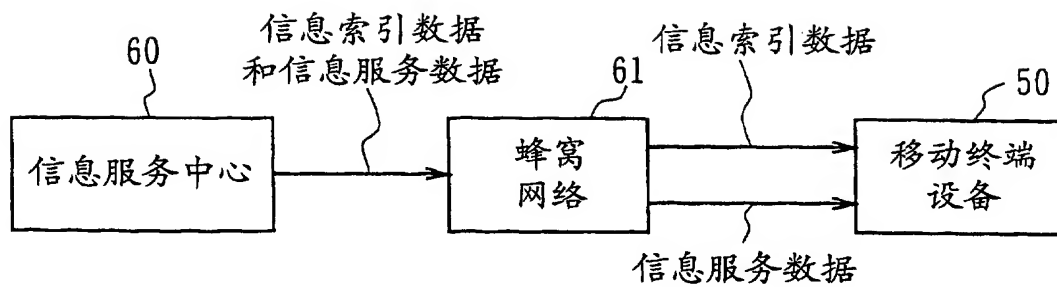 信息索引数据
和信息服务数据
信息索引数据
60
61
50
信息服务中心
蜂窝
网络
移动终端
设备
信息服务数据